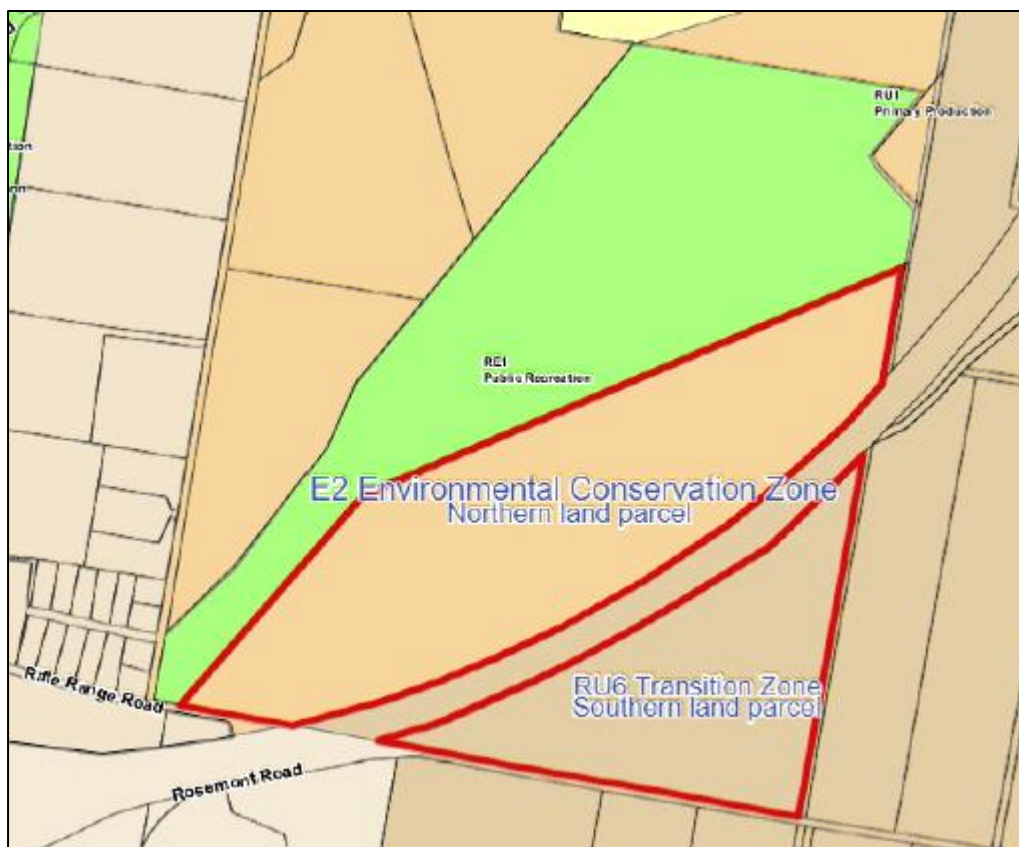 RU1
Primary Production
RE1
Public Recreation
E2 Environmental Conservation Zone
Northern land parcel
RU6 Transition Zone
Southern land parcel
Rifle Range Road
Rosemont Road